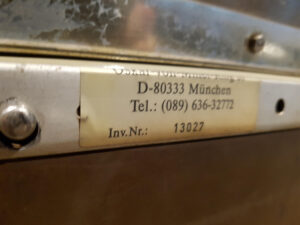 D-80333 München
Tel.: (089) 636-32772
Inv.Nr.: 13027